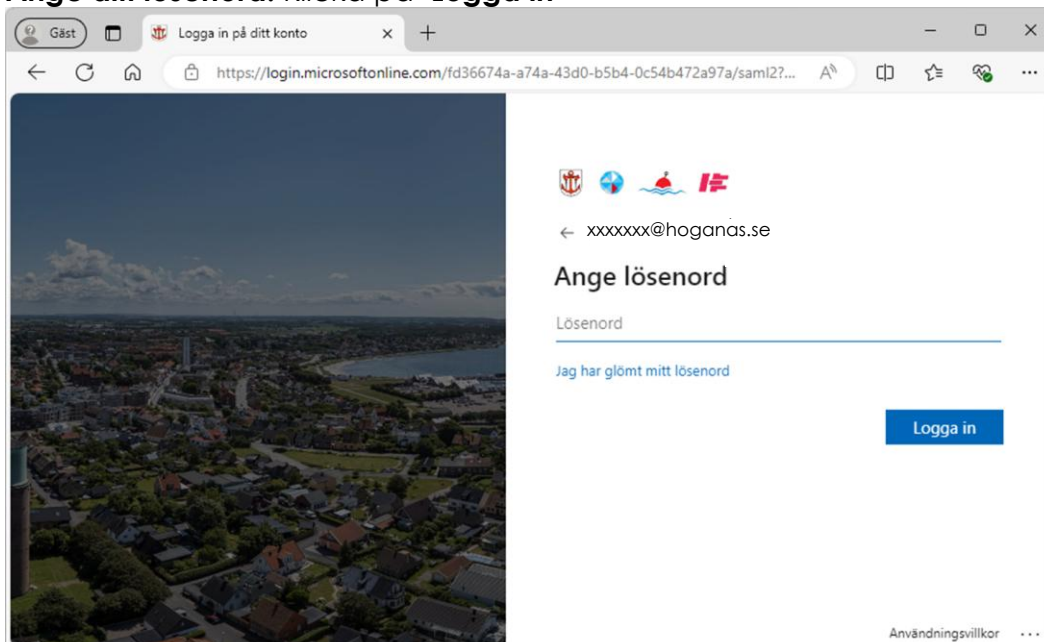 Gäst
Logga in på ditt konto
https://login.microsoftonline.com/fd36674a-a74a-43d0-b5b4-0c54b472a97a/saml2?...
xxxxxxx@hoganas.se
Ange lösenord
Lösenord
Jag har glömt mitt lösenord
Logga in
Användningsvillkor